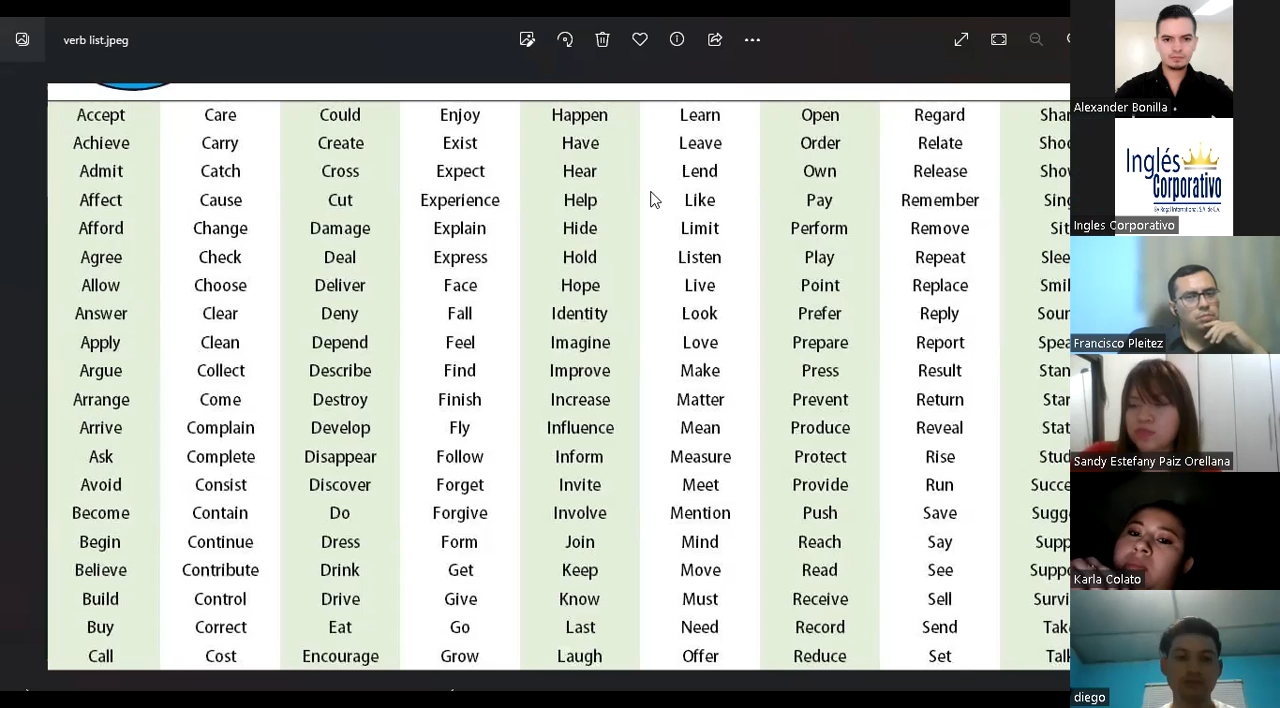 verb list.jpeg
Accept Care Could Enjoy Happen Learn Open Regard
Achieve Carry Create Exist Have Leave Order Relate
Admit Catch Cross Expect Hear Lend Own Release
Affect Cause Cut Experience Help Like Pay Remember
Afford Change Damage Explain Hide Limit Perform Remove
Agree Check Deal Express Hold Listen Play Repeat
Allow Choose Deliver Face Hope Live Point Replace
Answer Clear Deny Fall Identity Look Prefer Reply
Apply Clean Depend Feel Imagine Love Prepare Report
Argue Collect Describe Find Improve Make Press Result
Arrange Come Destroy Finish Increase Matter Prevent Return
Arrive Complain Develop Fly Influence Mean Produce Reveal
Ask Complete Disappear Follow Inform Measure Protect Rise
Avoid Consist Discover Forget Invite Meet Provide Run
Become Contain Do Forgive Involve Mention Push Save
Begin Continue Dress Form Join Mind Reach Say
Believe Contribute Drink Get Keep Move Read See
Build Control Drive Give Know Must Receive Sell
Buy Correct Eat Go Last Need Record Send
Call Cost Encourage Grow Laugh Offer Reduce Set
Alexander Bonilla
Inglés
Corporativo
Ingles Corporativo
Francisco Pleitez
Sandy Estefany Paiz Orellana
Karla Colato
diego